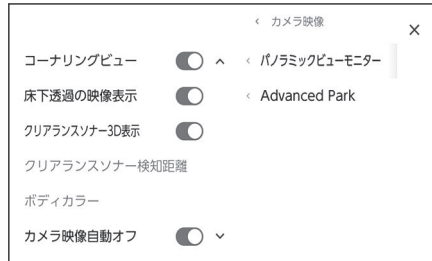 カメラ映像
コーナリングビュー
パノラミックビューモニター
床下透過の映像表示
Advanced Park
クリアランスソナー3D表示
クリアランスソナー検知距離
ボディカラー
カメラ映像自動オフ